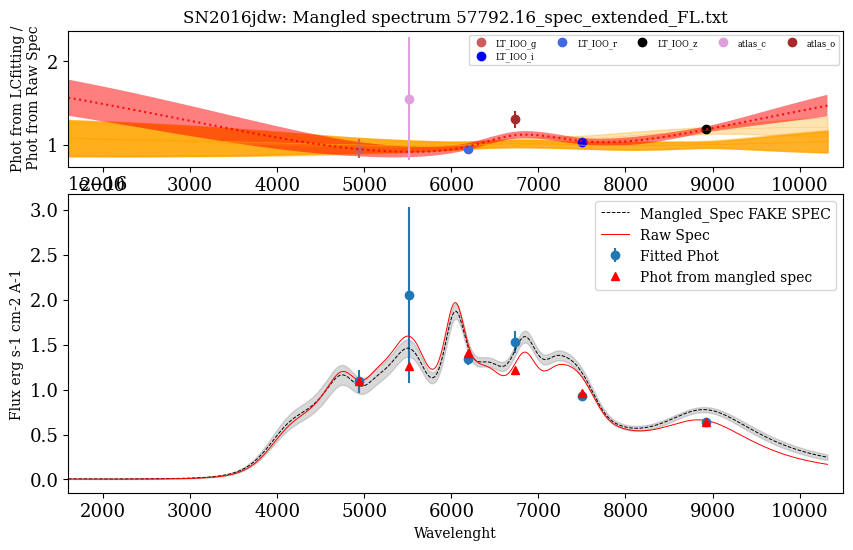 SN2016jdw: Mangled spectrum 57792.16_spec_extended_FL.txt
Phot from LCfitting /
Phot from Raw Spec
2
1
LT_IOO_g
LT_IOO_r
LT_IOO_z
atlas_c
atlas_o
LT_IOO_i
2000
3000
4000
5000
6000
7000
8000
9000
10000
1e−16
Flux erg s-1 cm-2 A-1
3.0
2.5
2.0
1.5
1.0
0.5
0.0
Mangled_Spec FAKE SPEC
Raw Spec
Fitted Phot
Phot from mangled spec
2000
3000
4000
5000
6000
7000
8000
9000
10000
Wavelenght